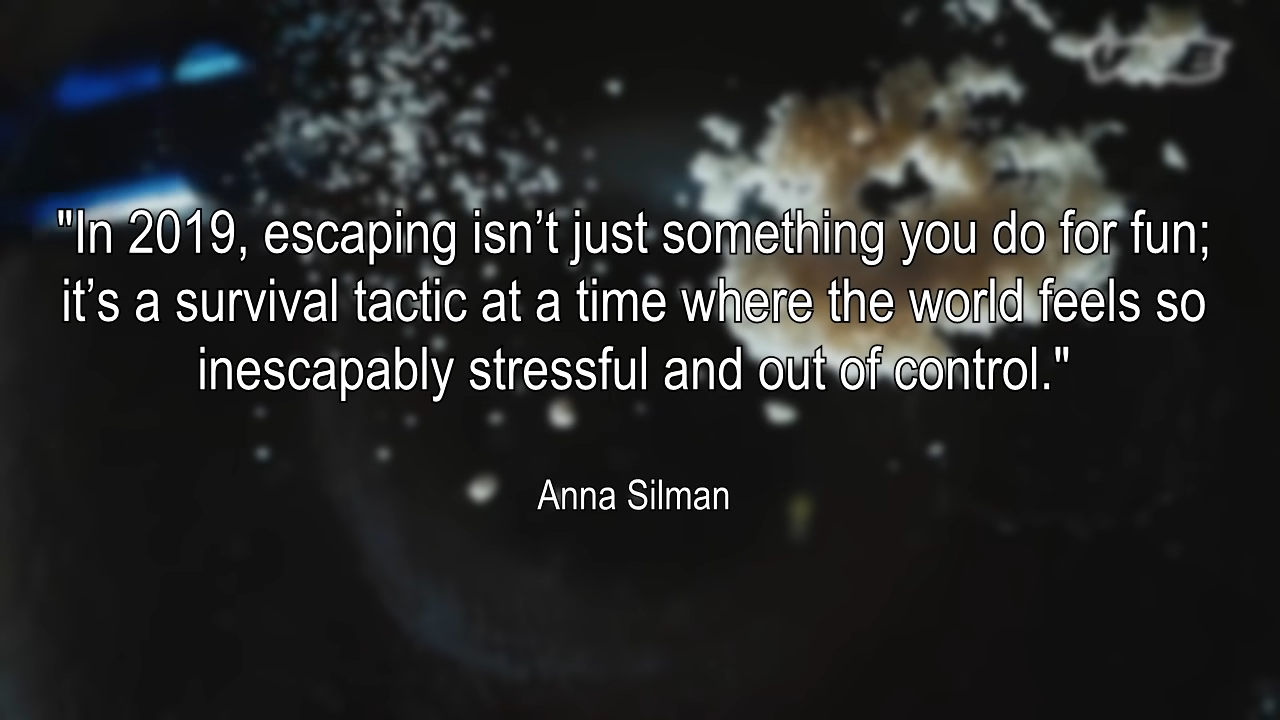 VICE
"In 2019, escaping isn’t just something you do for fun;
it’s a survival tactic at a time where the world feels so
inescapably stressful and out of control."
Anna Silman